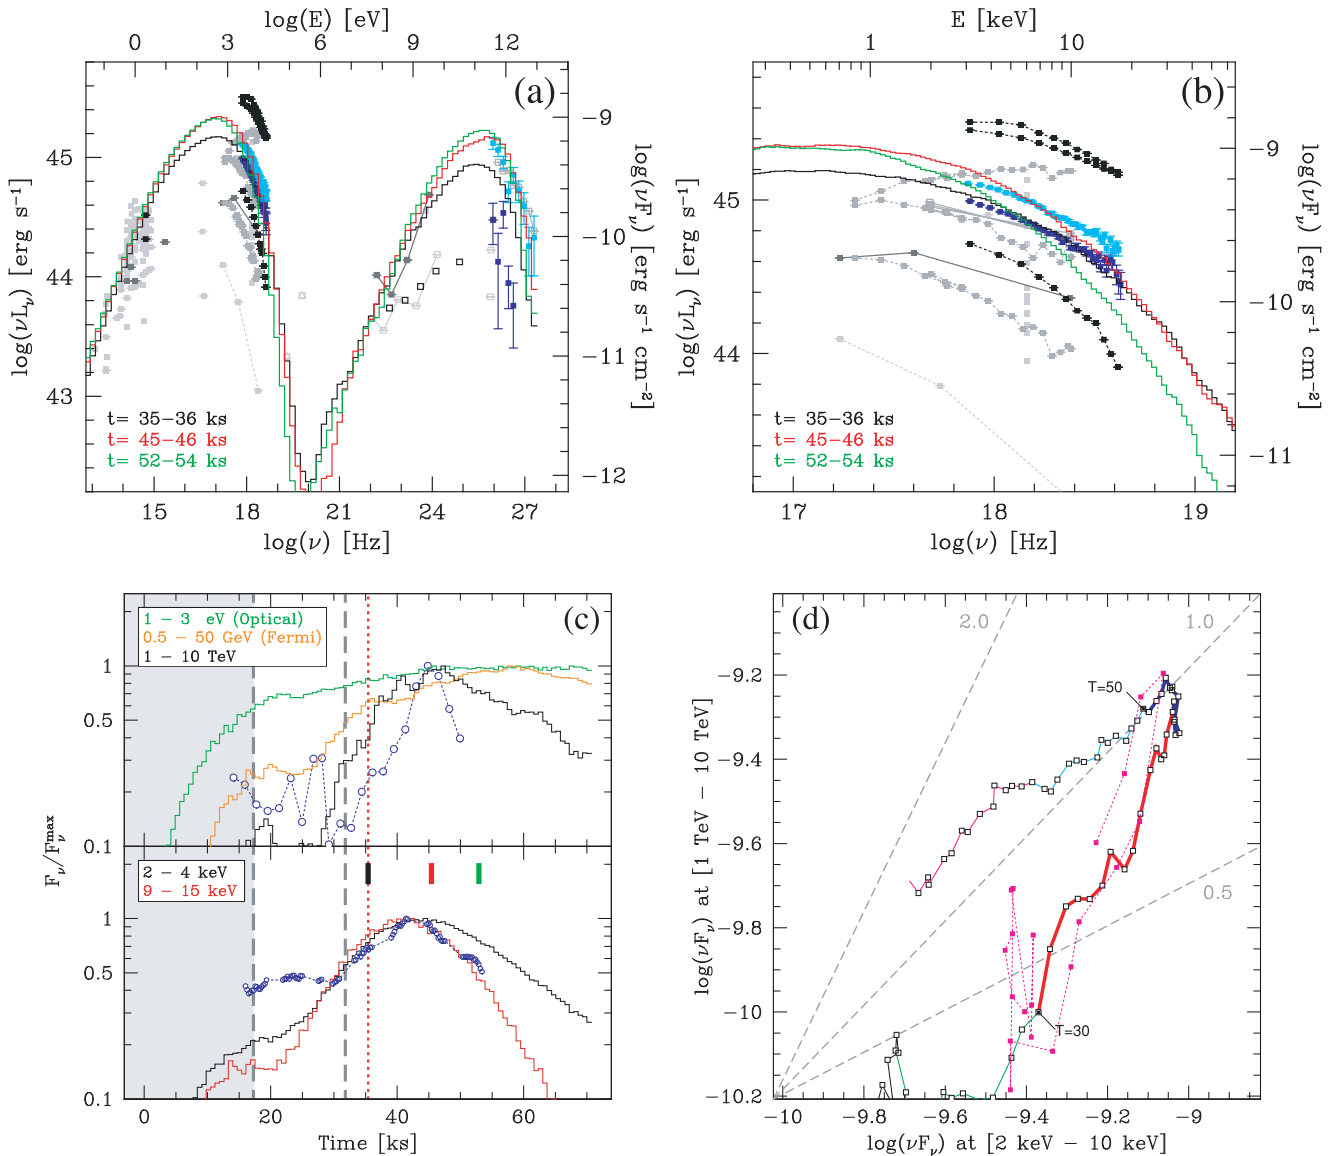 log(E) [eV]
0 3 6 9 12
(a)
45
44
43
log(νLν) [erg s⁻¹]
−9
−10
−11
−12
log(νFν) [erg s⁻¹ cm⁻²]
t= 35−36 ks
t= 45−46 ks
t= 52−54 ks
15 18 21 24 27
log(ν) [Hz]
E [keV]
1 10
(b)
45
44
log(νLν) [erg s⁻¹]
−9
−10
−11
log(νFν) [erg s⁻¹ cm⁻²]
t= 35−36 ks
t= 45−46 ks
t= 52−54 ks
17 18 19
log(ν) [Hz]
(c)
1 − 3 eV (Optical)
0.5 − 50 GeV (Fermi)
1 − 10 TeV
1
0.5
0.1
2 − 4 keV
9 − 15 keV
1
0.5
0.1
Fν/Fνmax
0 20 40 60
Time [ks]
(d)
2.0
1.0
0.5
T=50
T=30
−9.2
−9.4
−9.6
−9.8
−10
−10.2
log(νFν) at [1 TeV − 10 TeV]
−10 −9.8 −9.6 −9.4 −9.2 −9
log(νFν) at [2 keV − 10 keV]